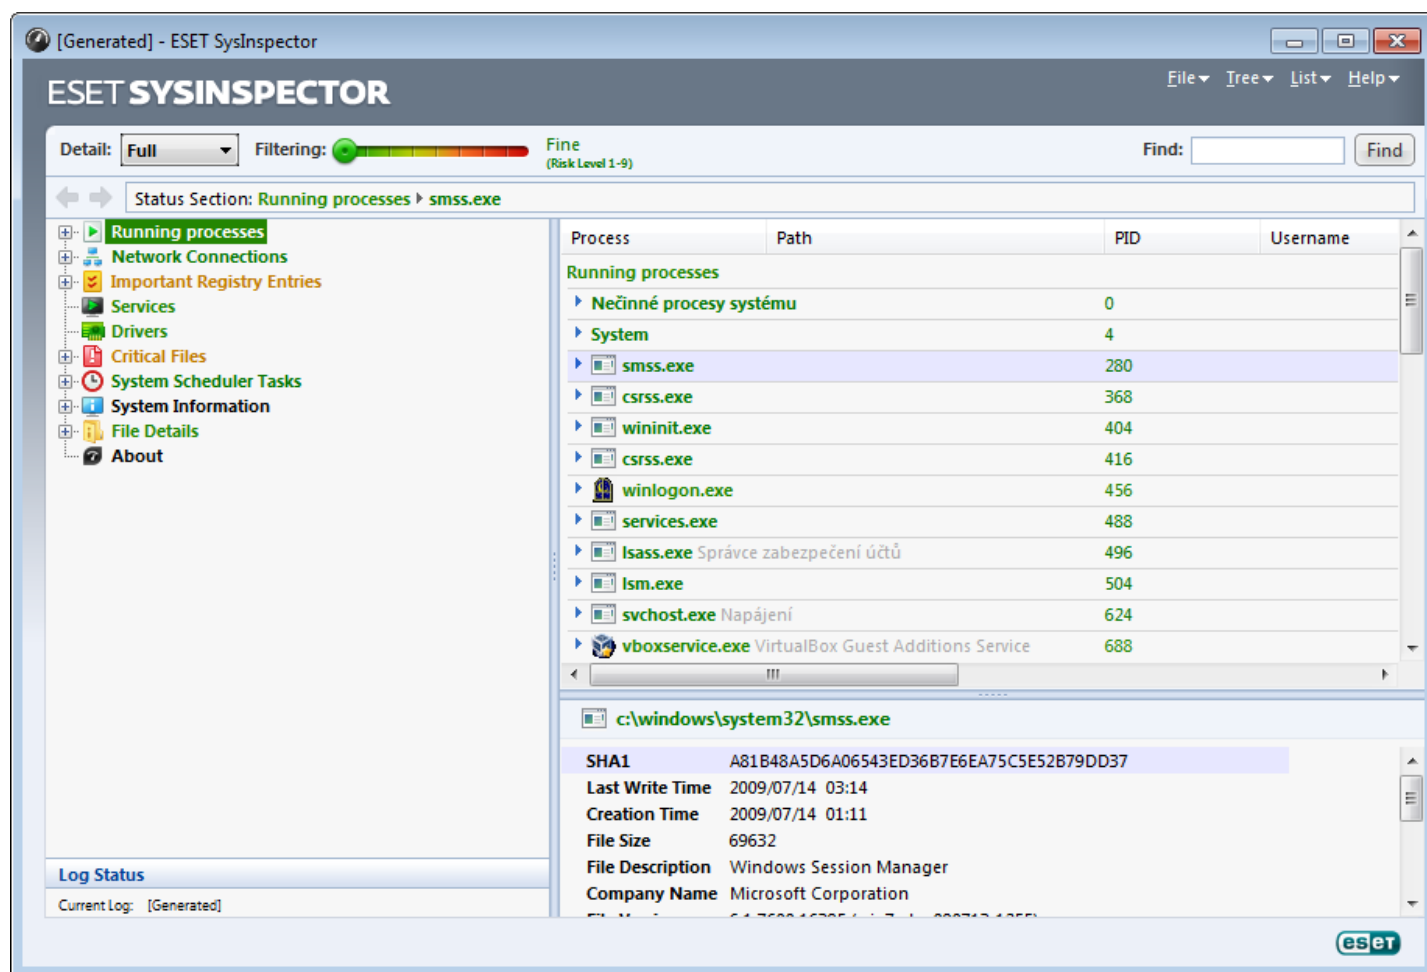 [Generated] - ESET SysInspector
ESET SYSINSPECTOR
File Tree List Help
Detail: Full Filtering: Fine (Risk Level 1-9) Find: Find
Status Section: Running processes smss.exe
Running processes
Network Connections
Important Registry Entries
Services
Drivers
Critical Files
System Scheduler Tasks
System Information
File Details
About
Process Path PID Username
Running processes
Nečinné procesy systému 0
System 4
smss.exe 280
csrss.exe 368
wininit.exe 404
csrss.exe 416
winlogon.exe 456
services.exe 488
lsass.exe Správce zabezpečení účtů 496
lsm.exe 504
svchost.exe Napájení 624
vboxservice.exe VirtualBox Guest Additions Service 688
c:\windows\system32\smss.exe
SHA1 A81B48A5D6A06543ED36B7E6EA75C5E52B79DD37
Last Write Time 2009/07/14 03:14
Creation Time 2009/07/14 01:11
File Size 69632
File Description Windows Session Manager
Company Name Microsoft Corporation
Log Status
Current Log: [Generated]
eseT